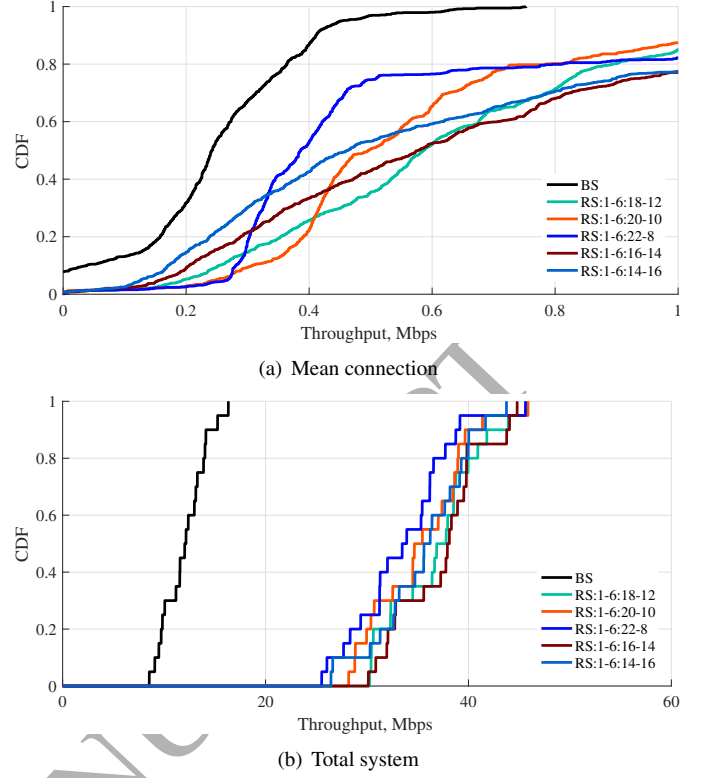 1
0.8
0.6
0.4
0.2
0
CDF
BS
RS:1-6:18-12
RS:1-6:20-10
RS:1-6:22-8
RS:1-6:16-14
RS:1-6:14-16
0 0.2 0.4 0.6 0.8 1
Throughput, Mbps
(a) Mean connection
1
0.8
0.6
0.4
0.2
0
CDF
BS
RS:1-6:18-12
RS:1-6:20-10
RS:1-6:22-8
RS:1-6:16-14
RS:1-6:14-16
0 20 40 60
Throughput, Mbps
(b) Total system